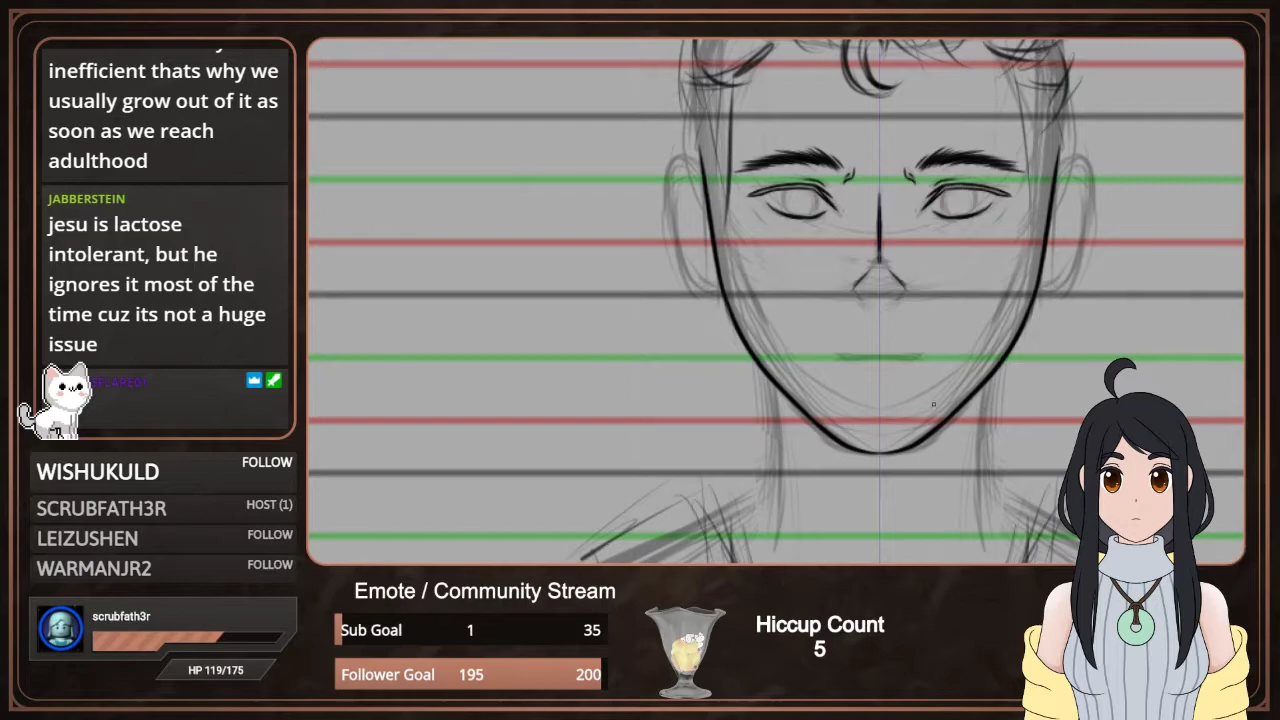 inefficient thats why we
usually grow out of it as
soon as we reach
adulthood
JABBERSTEIN
jesu is lactose
intolerant, but he
ignores it most of the
time cuz its not a huge
issue
WISHUKULD FOLLOW
SCRUBFATH3R HOST (1)
LEIZUSHEN FOLLOW
WARMANJR2 FOLLOW
scrubfath3r
HP 119/175
Emote / Community Stream
Sub Goal 1 35
Follower Goal 195 200
Hiccup Count
5